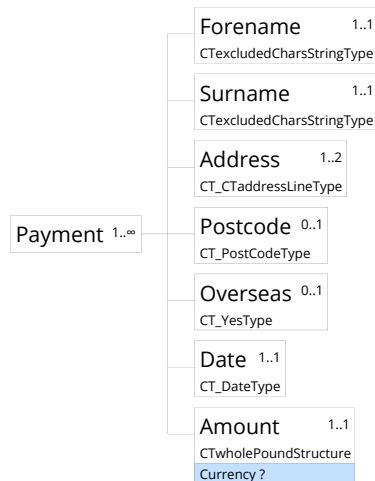 Forename 1..1
CTexcludedCharsStringType
Surname 1..1
CTexcludedCharsStringType
Address 1..2
CT_CTaddressLineType
Payment 1..∞
Postcode 0..1
CT_PostCodeType
Overseas 0..1
CT_YesType
Date 1..1
CT_DateType
Amount 1..1
CTwholePoundStructure
Currency ?